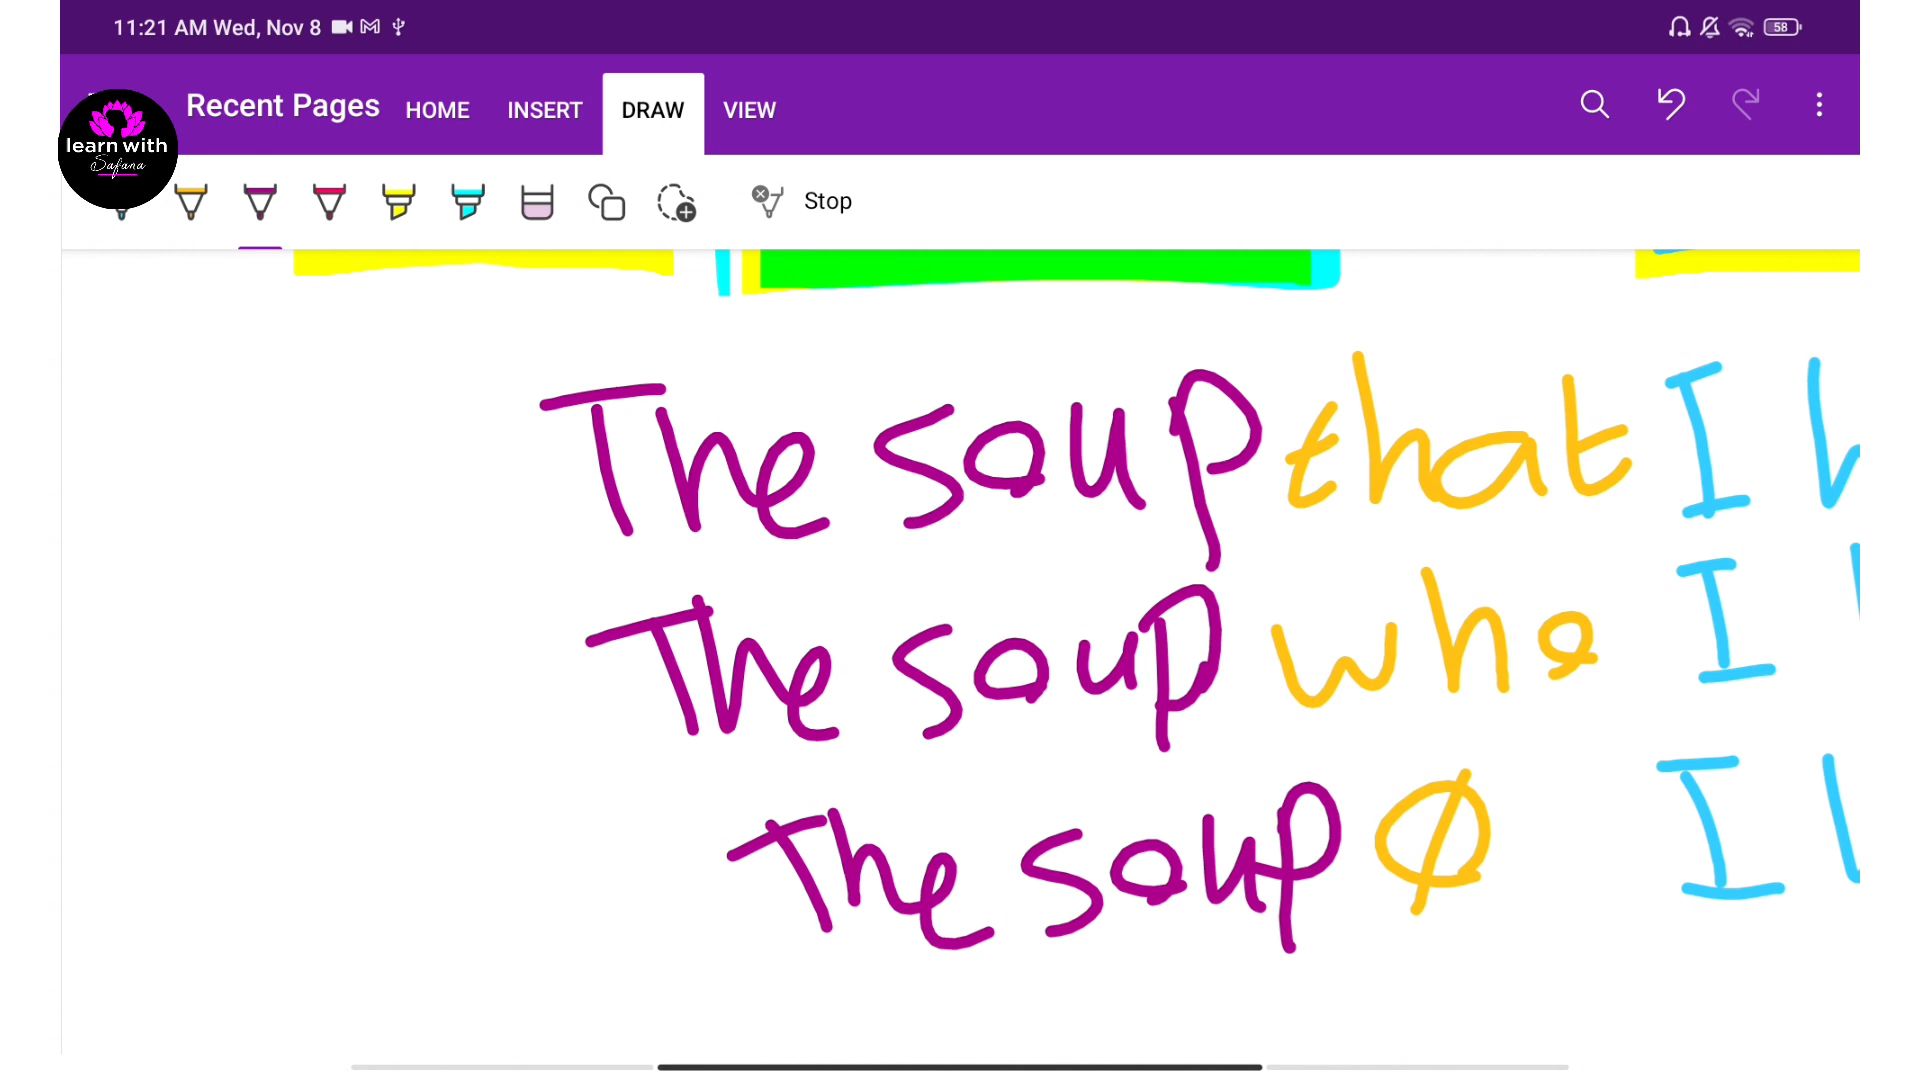 11:21 AM Wed, Nov 8
58
learn with
Safana
Recent Pages HOME INSERT DRAW VIEW
Stop
The soup that I h
The soup who I
The soup Ø I